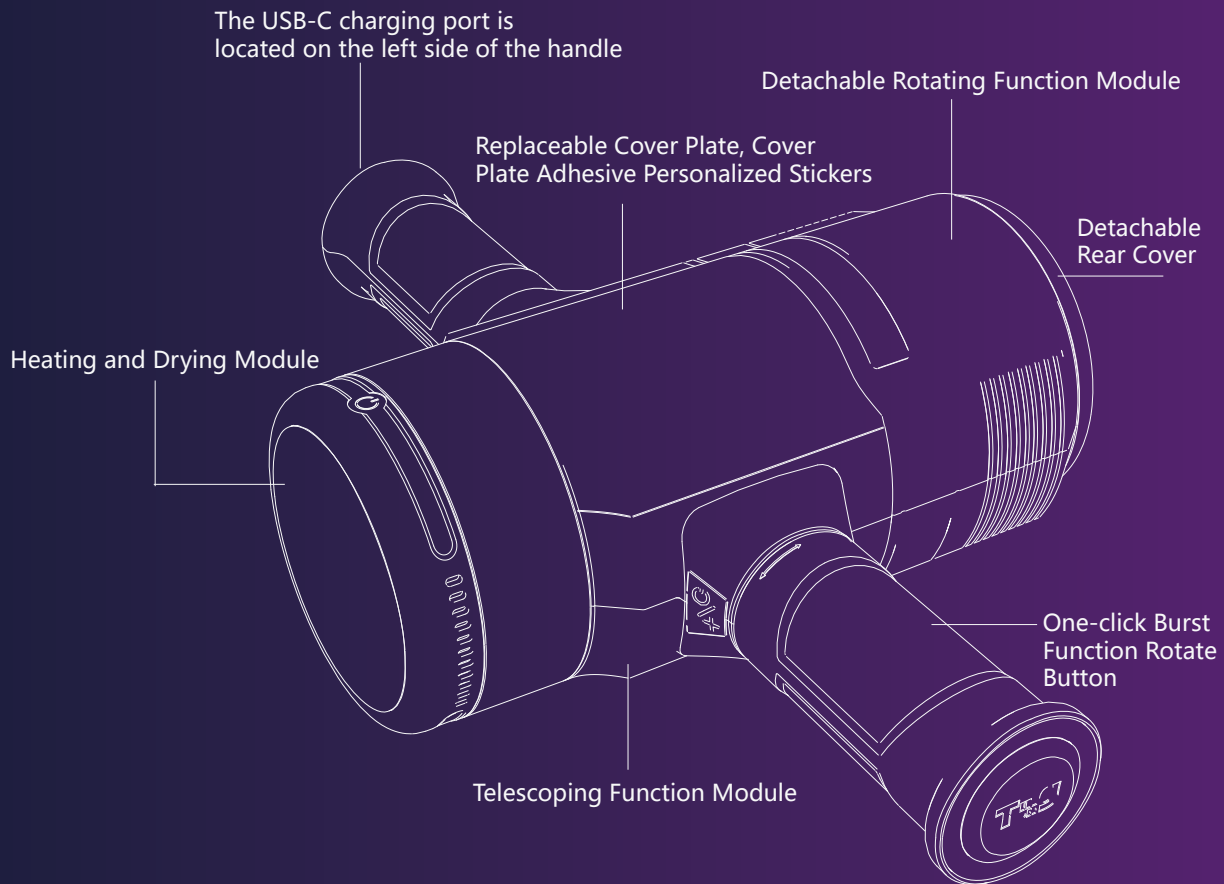 The USB-C charging port is
located on the left side of the handle
Detachable Rotating Function Module
Replaceable Cover Plate, Cover
Plate Adhesive Personalized Stickers
Detachable
Rear Cover
Heating and Drying Module
One-click Burst
Function Rotate
Button
Telescoping Function Module